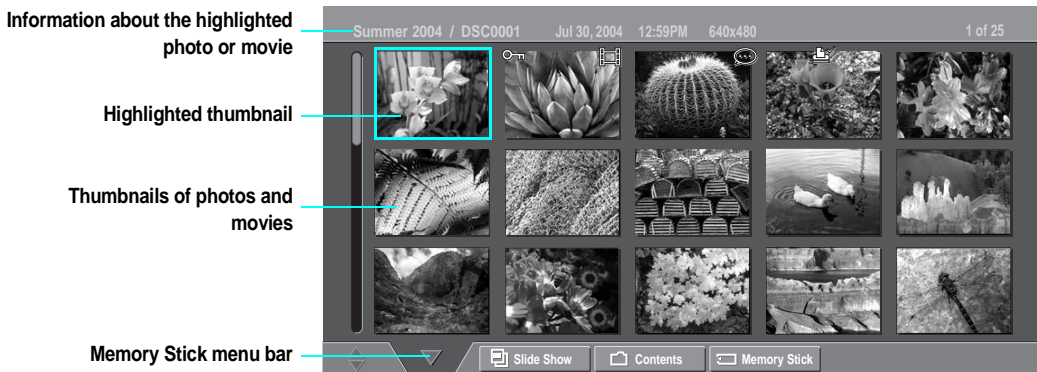 Information about the highlighted
photo or movie
Summer 2004 / DSC0001 Jul 30, 2004 12:59PM 640x480 1 of 25
Highlighted thumbnail
Thumbnails of photos and
movies
Memory Stick menu bar
Slide Show Contents Memory Stick